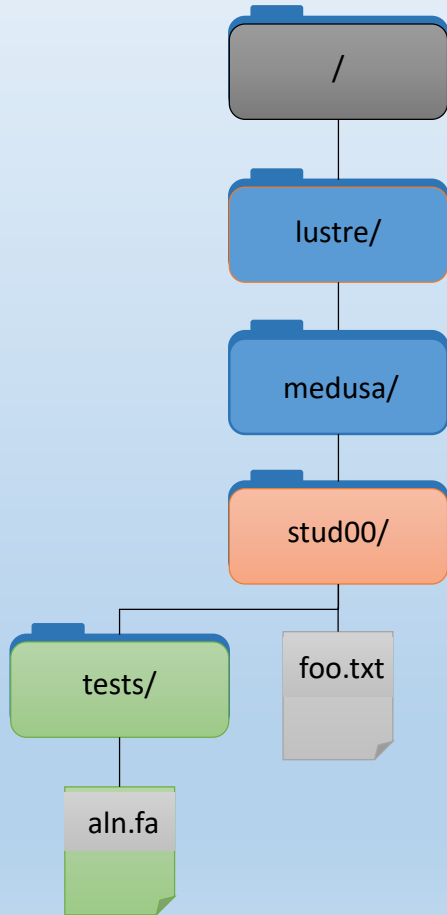 /
lustre/
medusa/
stud00/
tests/
foo.txt
aln.fa